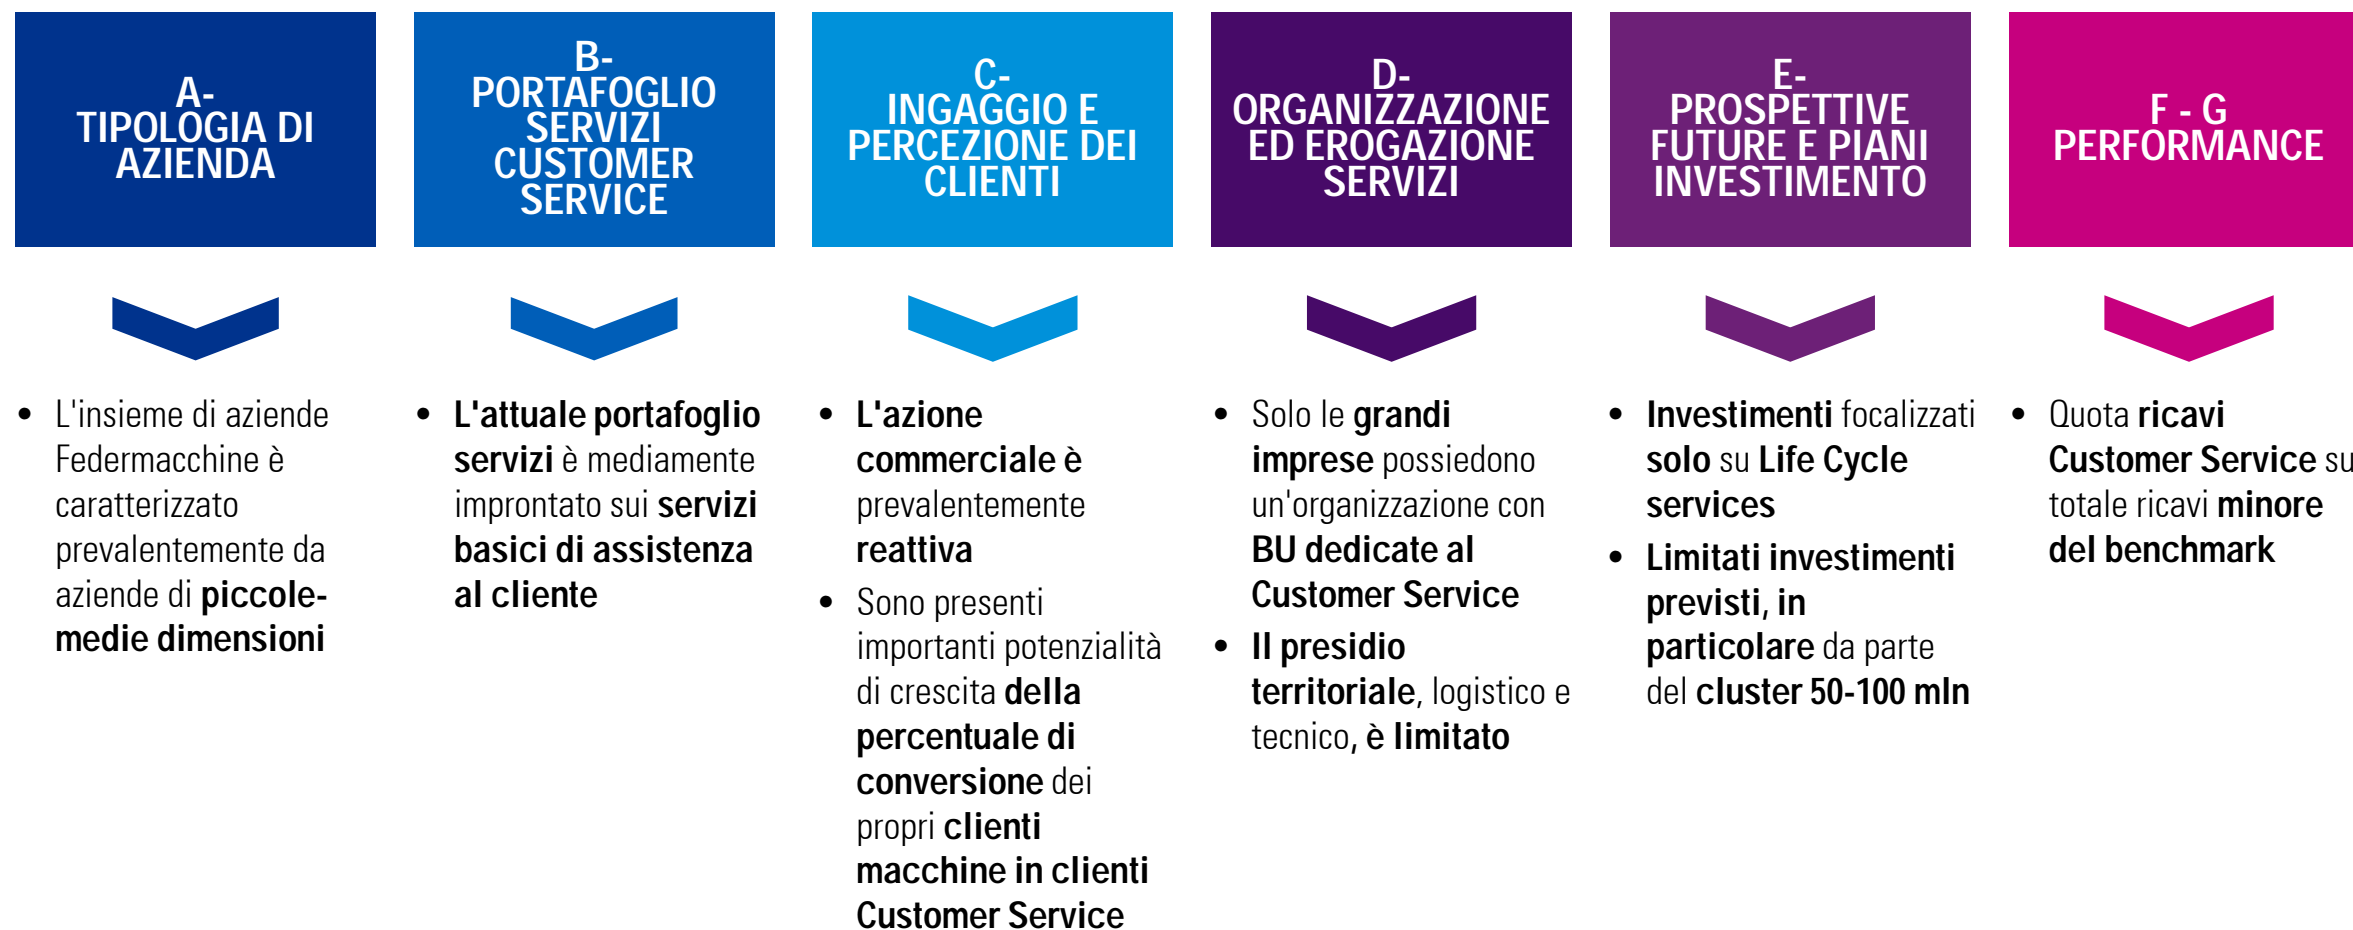 A-
TIPOLOGIA DI
AZIENDA
B-
PORTAFOGLIO
SERVIZI
CUSTOMER
SERVICE
C-
INGAGGIO E
PERCEZIONE DEI
CLIENTI
D-
ORGANIZZAZIONE
ED EROGAZIONE
SERVIZI
E-
PROSPETTIVE
FUTURE E PIANI
INVESTIMENTO
F - G
PERFORMANCE
• L'insieme di aziende
Federmacchine è
caratterizzato
prevalentemente da
aziende di piccole-
medie dimensioni
• L'attuale portafoglio
servizi è mediamente
improntato sui servizi
basici di assistenza
al cliente
• L'azione
commerciale è
prevalentemente
reattiva
• Sono presenti
importanti potenzialità
di crescita della
percentuale di
conversione dei
propri clienti
macchine in clienti
Customer Service
• Solo le grandi
imprese possiedono
un'organizzazione con
BU dedicate al
Customer Service
• Il presidio
territoriale, logistico e
tecnico, è limitato
• Investimenti focalizzati
solo su Life Cycle
services
• Limitati investimenti
previsti, in
particolare da parte
del cluster 50-100 mln
• Quota ricavi
Customer Service su
totale ricavi minore
del benchmark